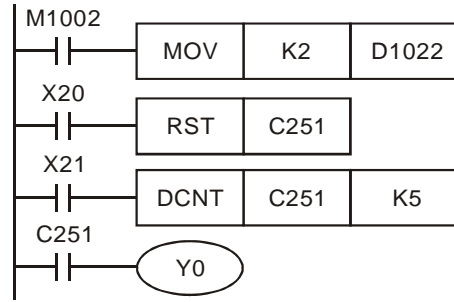 M1002
MOV K2 D1022
X20
RST C251
X21
DCNT C251 K5
C251
Y0